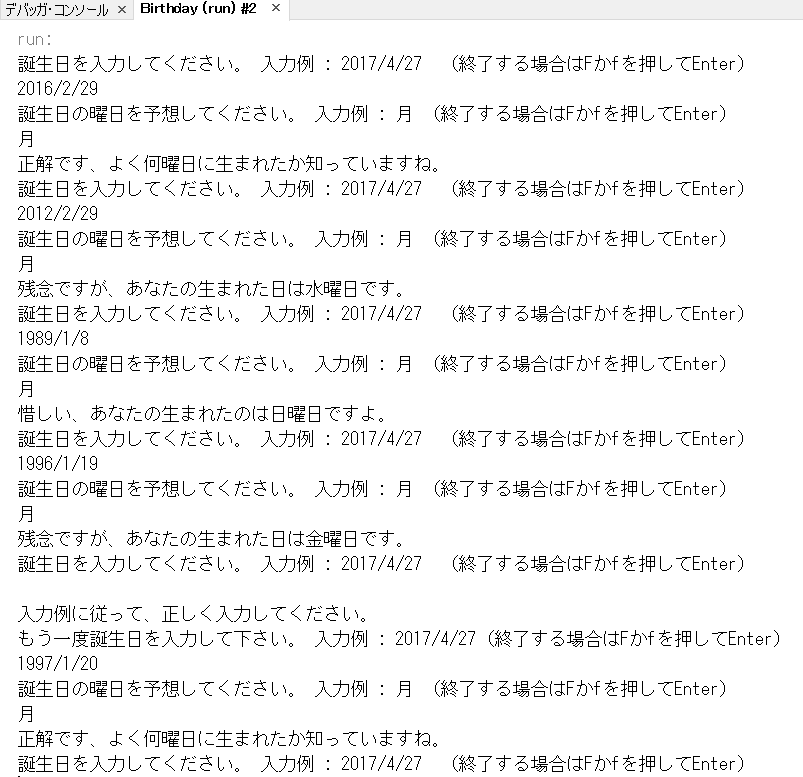 デバッガ・コンソール × Birthday (run) #2 ×
run:
誕生日を入力してください。 入力例 : 2017/4/27 (終了する場合はFかfを押してEnter)
2016/2/29
誕生日の曜日を予想してください。 入力例 : 月 (終了する場合はFかfを押してEnter)
月
正解です、よく何曜日に生まれたか知っていますね。
誕生日を入力してください。 入力例 : 2017/4/27 (終了する場合はFかfを押してEnter)
2012/2/29
誕生日の曜日を予想してください。 入力例 : 月 (終了する場合はFかfを押してEnter)
月
残念ですが、あなたの生まれた日は水曜日です。
誕生日を入力してください。 入力例 : 2017/4/27 (終了する場合はFかfを押してEnter)
1989/1/8
誕生日の曜日を予想してください。 入力例 : 月 (終了する場合はFかfを押してEnter)
月
惜しい、あなたの生まれたのは日曜日ですよ。
誕生日を入力してください。 入力例 : 2017/4/27 (終了する場合はFかfを押してEnter)
1996/1/19
誕生日の曜日を予想してください。 入力例 : 月 (終了する場合はFかfを押してEnter)
月
残念ですが、あなたの生まれた日は金曜日です。
誕生日を入力してください。 入力例 : 2017/4/27 (終了する場合はFかfを押してEnter)
入力例に従って、正しく入力してください。
もう一度誕生日を入力して下さい。 入力例 : 2017/4/27 (終了する場合はFかfを押してEnter)
1997/1/20
誕生日の曜日を予想してください。 入力例 : 月 (終了する場合はFかfを押してEnter)
月
正解です、よく何曜日に生まれたか知っていますね。
誕生日を入力してください。 入力例 : 2017/4/27 (終了する場合はFかfを押してEnter)